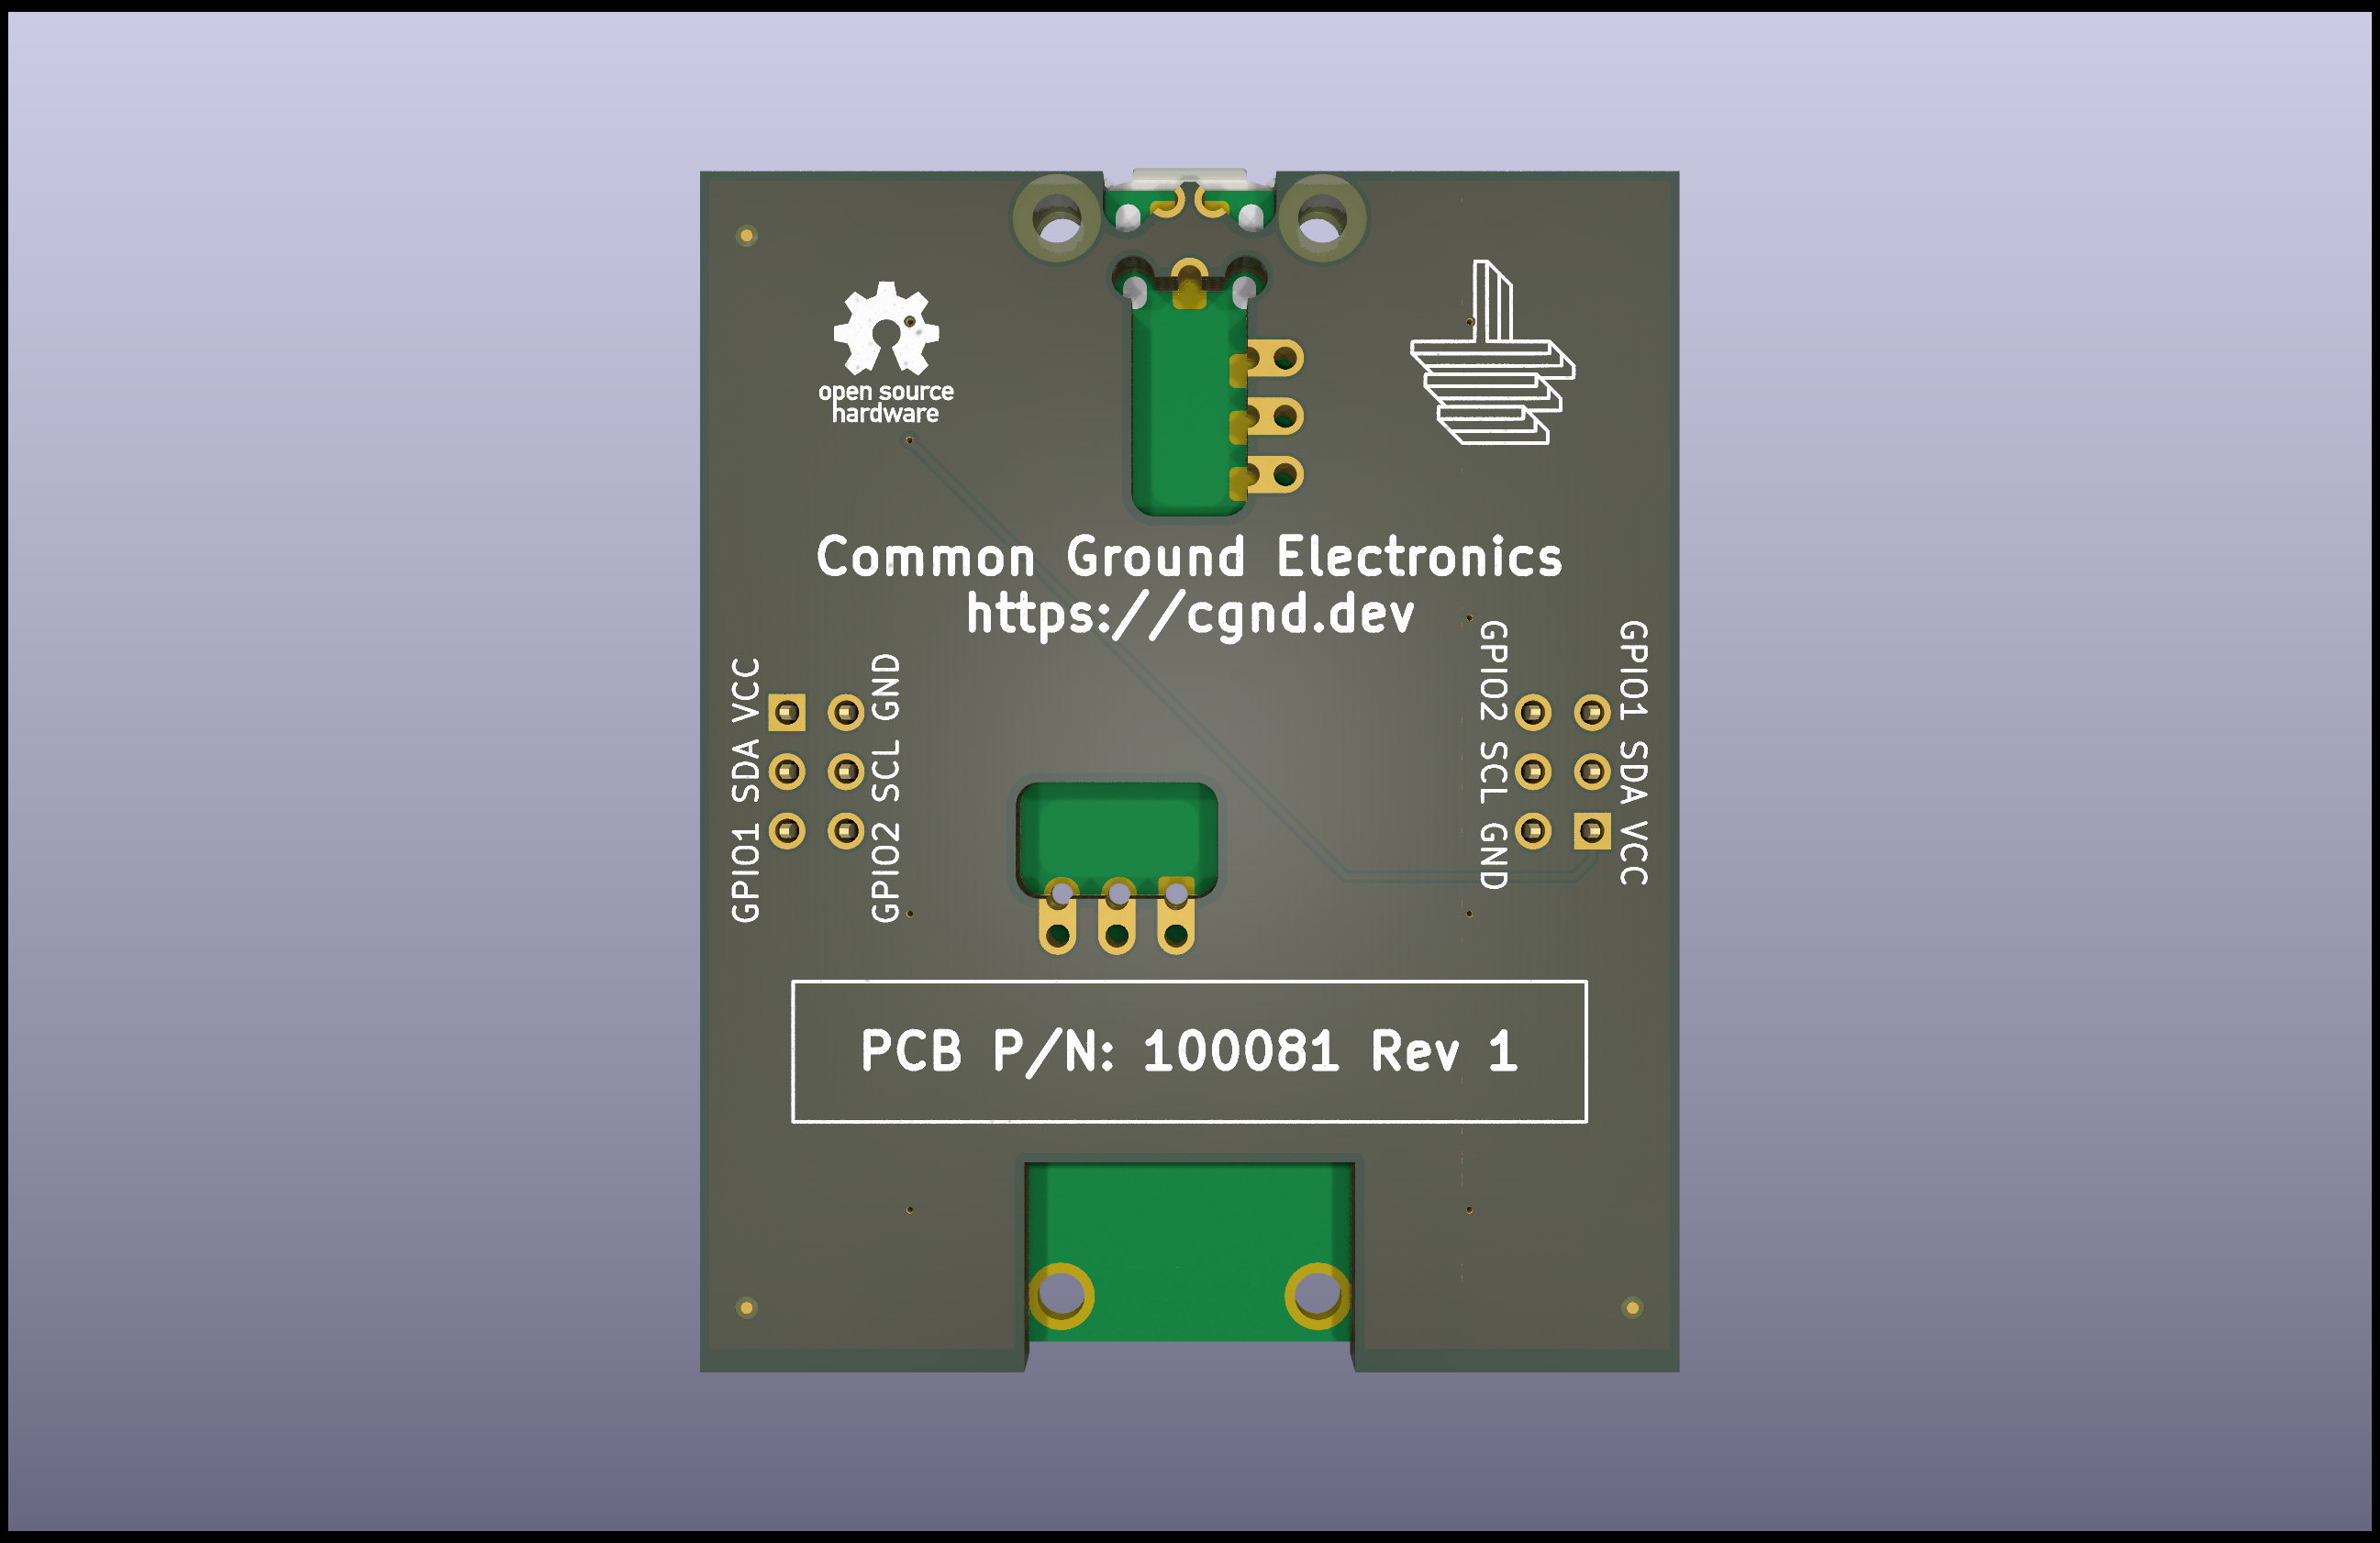 open source
hardware
Common Ground Electronics
https://cgnd.dev
GPIO1 SDA VCC
GPIO2 SCL GND
GPIO2 SCL GND
GPIO1 SDA VCC
PCB P/N: 100081 Rev 1